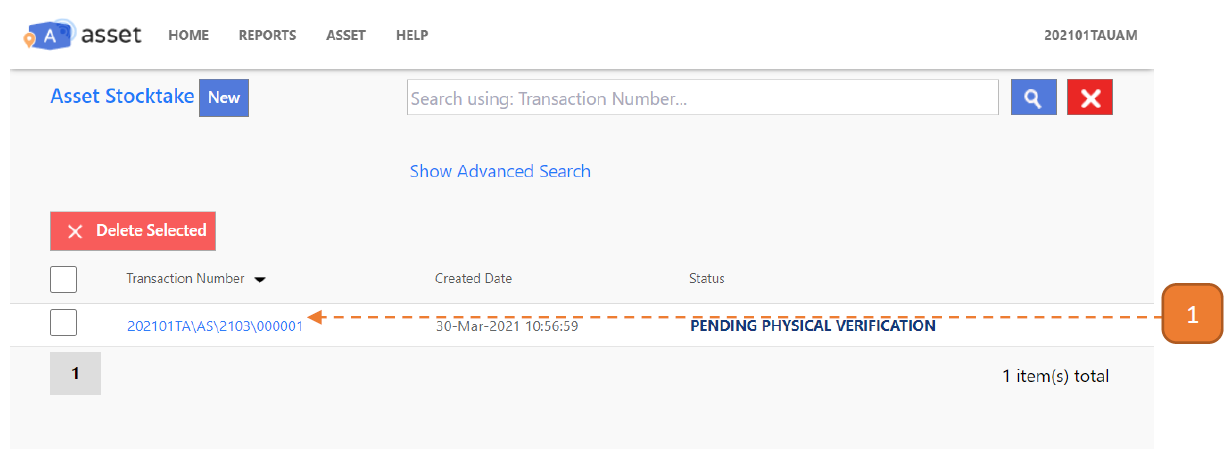 A asset HOME REPORTS ASSET HELP 202101TAUAM
Asset Stocktake New Search using: Transaction Number...
Show Advanced Search
Delete Selected
Transaction Number Created Date Status
202101TA\AS\2103\000001 30-Mar-2021 10:56:59 PENDING PHYSICAL VERIFICATION 1
1 1 item(s) total